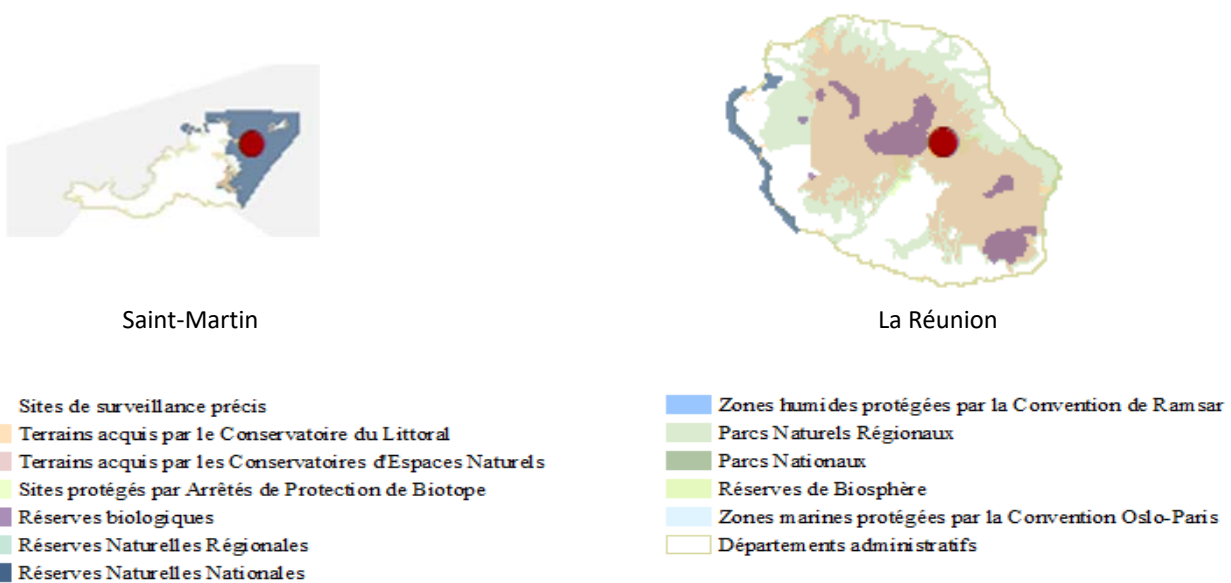 Saint-Martin
La Réunion
Sites de surveillance précis
Terrains acquis par le Conservatoire du Littoral
Terrains acquis par les Conservatoires d'Espaces Naturels
Sites protégés par Arrêtés de Protection de Biotope
Réserves biologiques
Réserves Naturelles Régionales
Réserves Naturelles Nationales
Zones humides protégées par la Convention de Ramsar
Parcs Naturels Régionaux
Parcs Nationaux
Réserves de Biosphère
Zones marines protégées par la Convention Oslo-Paris
Départements administratifs